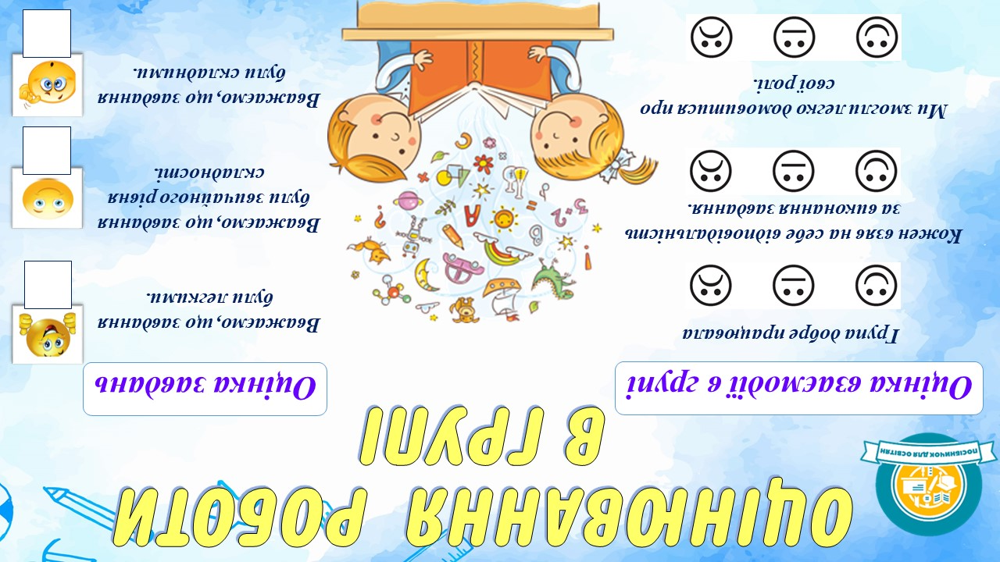 ПОСІБНИЧОК ДЛЯ ОСВІТЯН
ОЦІНЮВАННЯ РОБОТИ
В ГРУПІ
Оцінка взаємодії в групі
Група добре працювала
Кожен взяв на себе відповідальність
за виконання завдання.
Ми змогли легко домовитися про
свої ролі.
Оцінка завдань
Вважаємо, що завдання
були легкими.
Вважаємо, що завдання
були звичайного рівня
складності.
Вважаємо, що завдання
були складними.